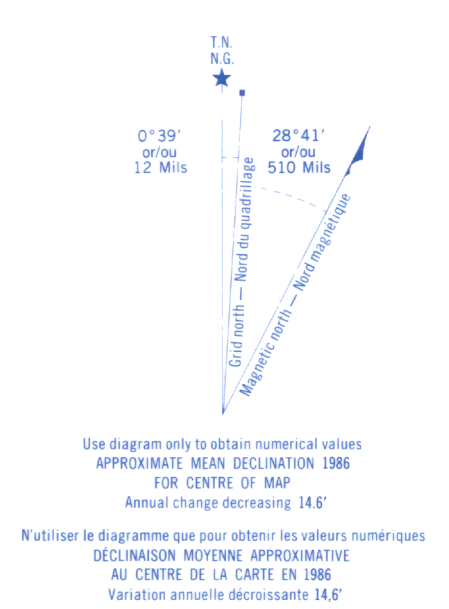 T.N.
N.G.
0°39′
or/ou
12 Mils
28°41′
or/ou
510 Mils
Grid north — Nord du quadrillage
Magnetic north — Nord magnétique
Use diagram only to obtain numerical values
APPROXIMATE MEAN DECLINATION 1986
FOR CENTRE OF MAP
Annual change decreasing 14.6′
N'utiliser le diagramme que pour obtenir les valeurs numériques
DÉCLINAISON MOYENNE APPROXIMATIVE
AU CENTRE DE LA CARTE EN 1986
Variation annuelle décroissante 14,6′